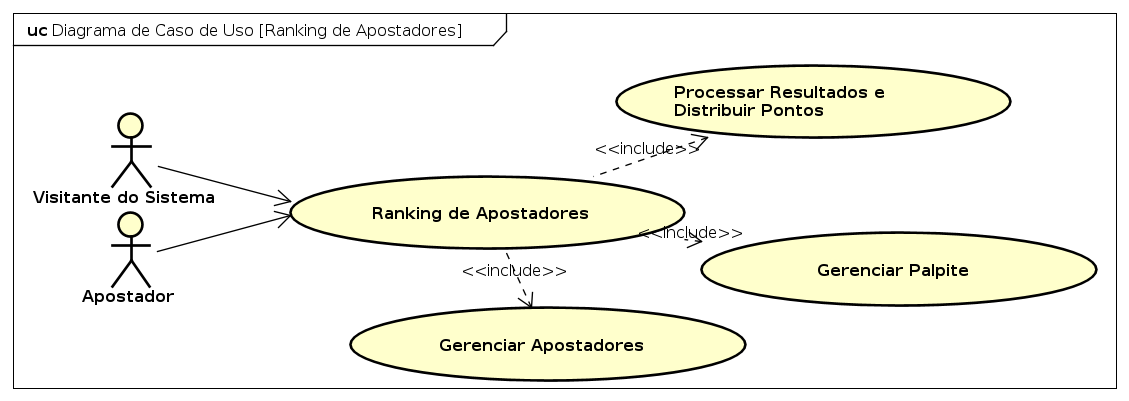 uc Diagrama de Caso de Uso [Ranking de Apostadores]
Processar Resultados e
Distribuir Pontos
<<include>>
Visitante do Sistema
Ranking de Apostadores
<<include>>
<<include>>
Gerenciar Palpite
Apostador
Gerenciar Apostadores